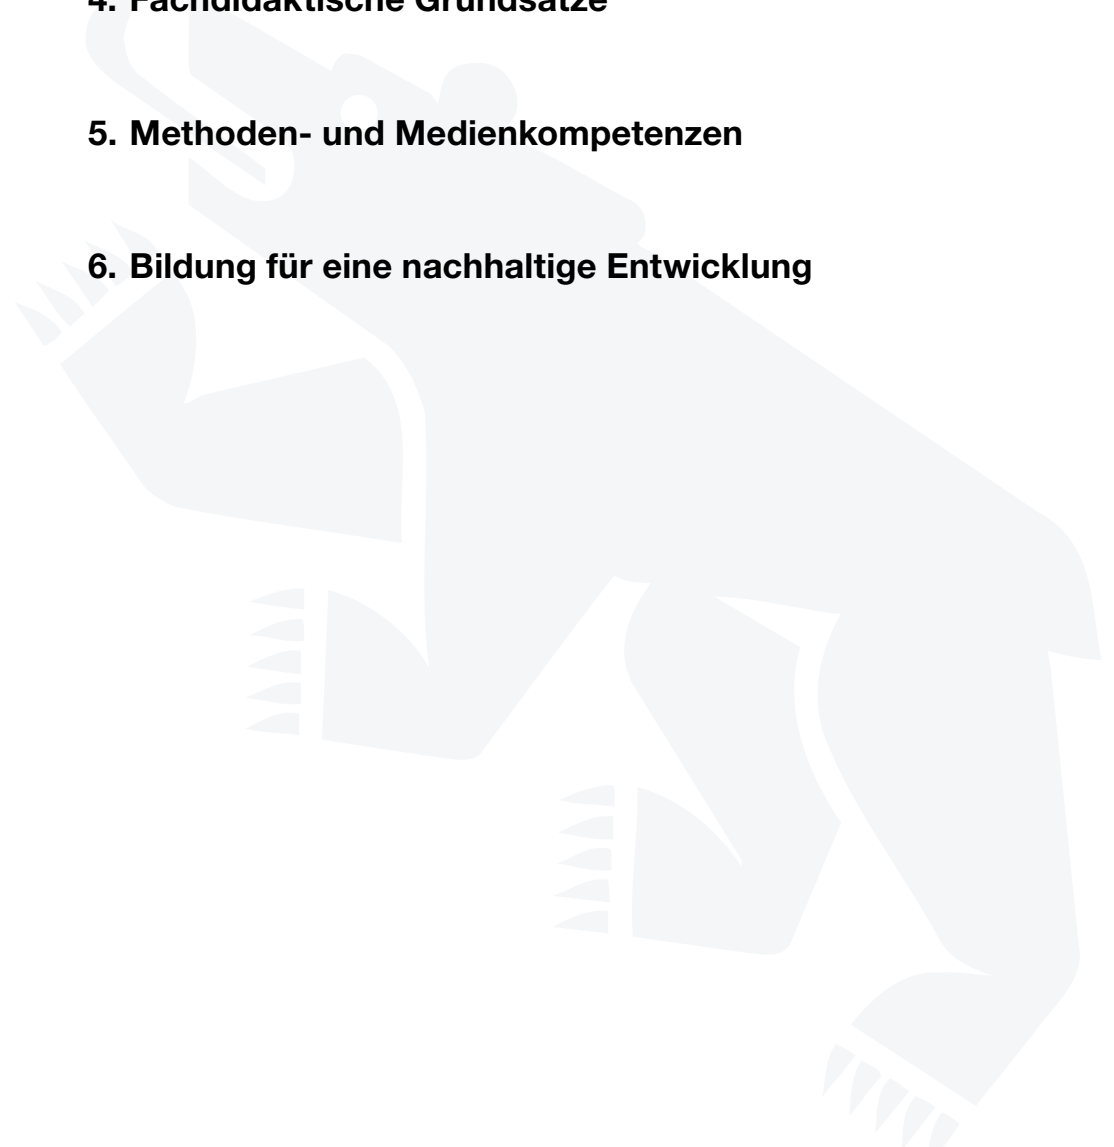 4. Fachdidaktische Grundsätze
5. Methoden- und Medienkompetenzen
6. Bildung für eine nachhaltige Entwicklung